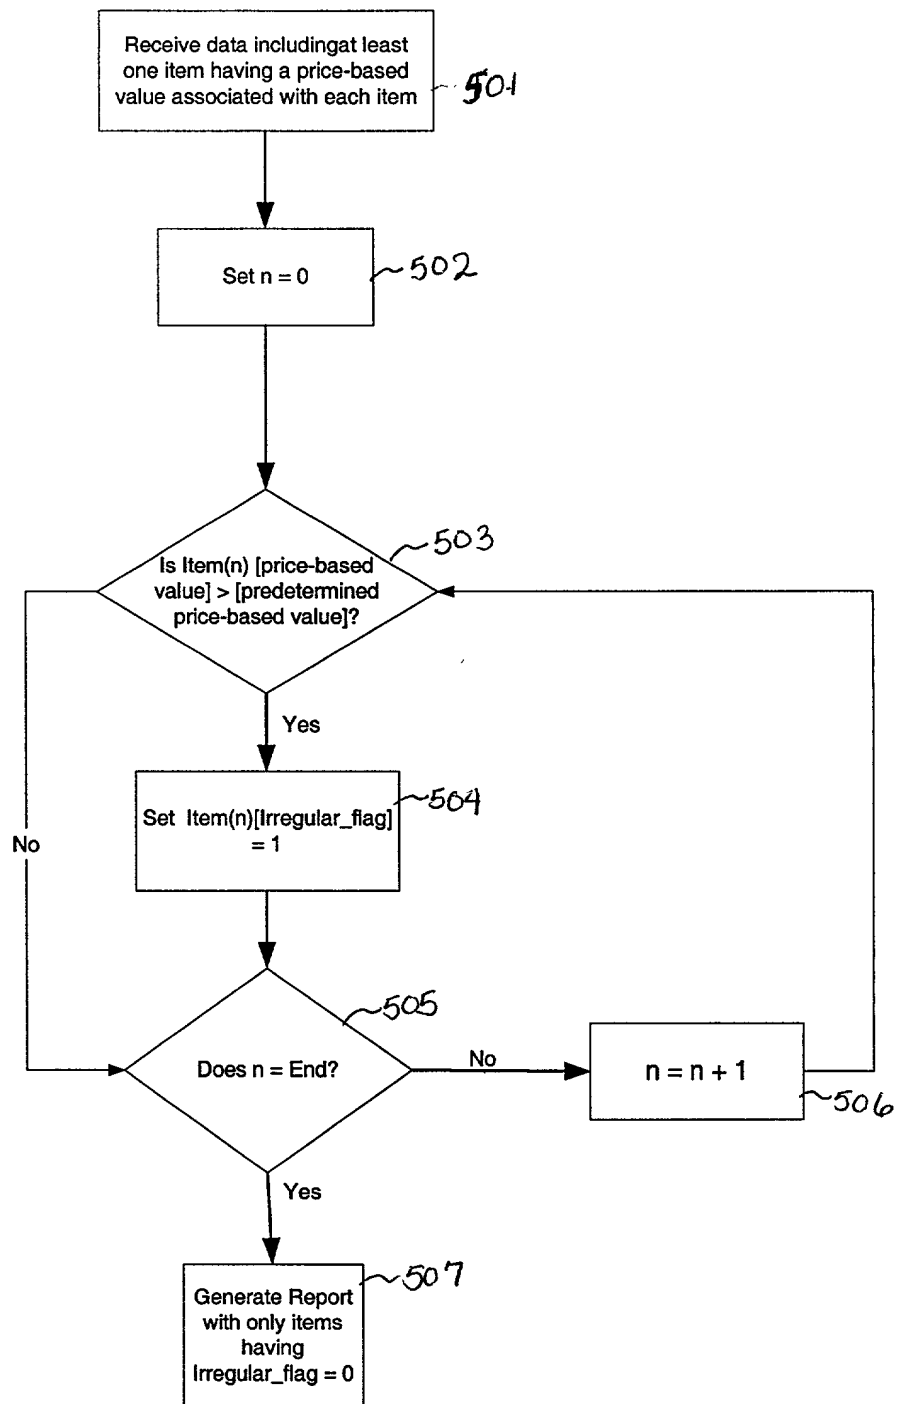 Receive data includingat least
one item having a price-based
value associated with each item
501
Set n = 0
502
503
Is Item(n) [price-based
value] > [predetermined
price-based value]?
Yes
No
504
Set Item(n)[Irregular_flag]
= 1
505
Does n = End?
No
n = n + 1
506
Yes
507
Generate Report
with only items
having
Irregular_flag = 0